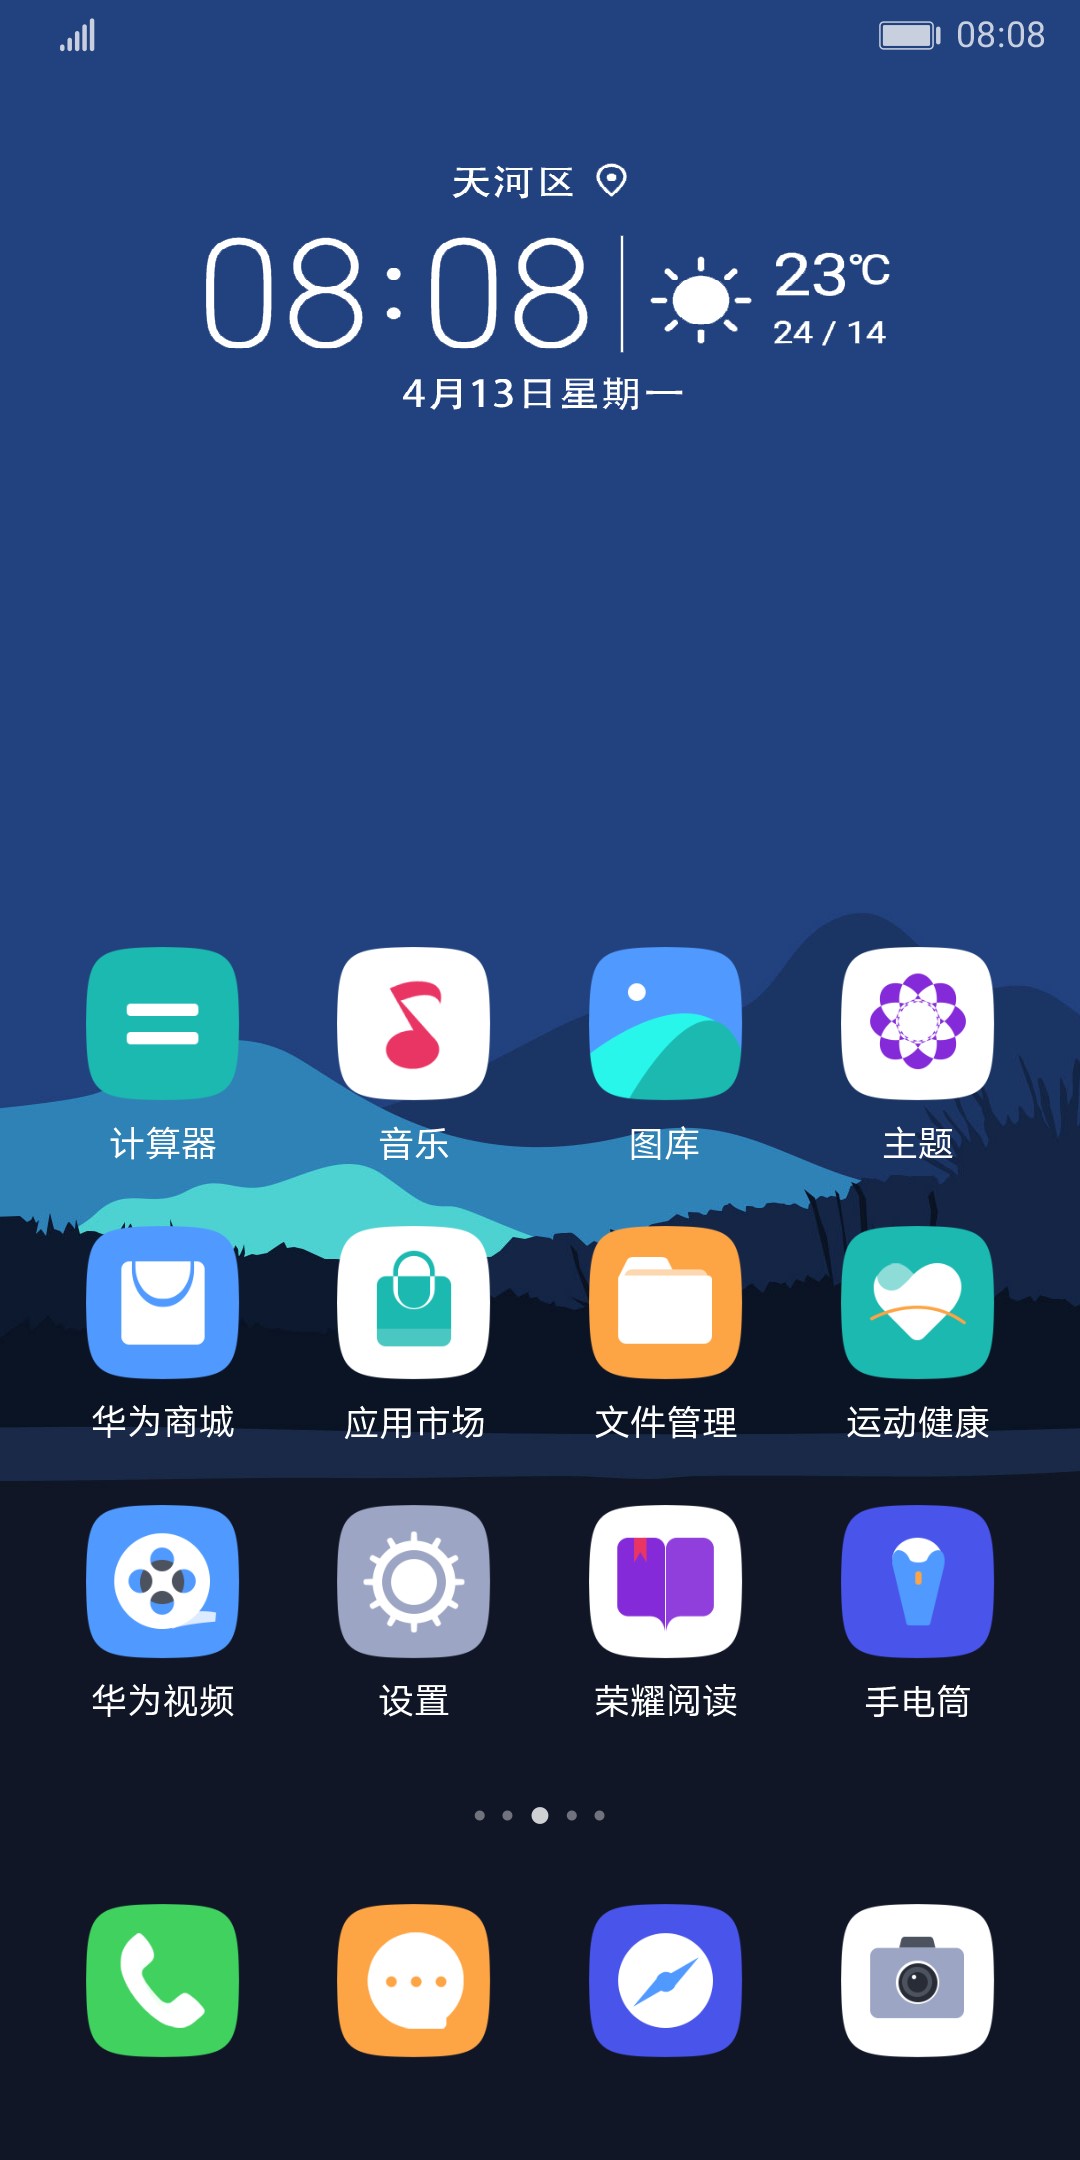 08:08
天河区
08:08
23℃
24 / 14
4月13日星期一
计算器 音乐 图库 主题
华为商城 应用市场 文件管理 运动健康
华为视频 设置 荣耀阅读 手电筒